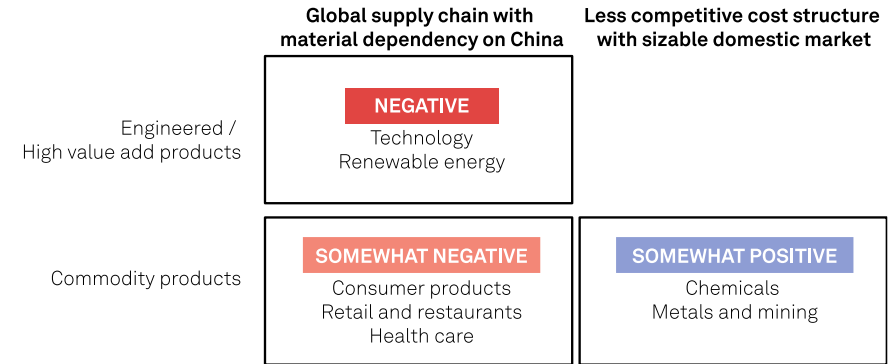 Global supply chain with
material dependency on China
Less competitive cost structure
with sizable domestic market
Engineered /
High value add products
NEGATIVE
Technology
Renewable energy
Commodity products
SOMEWHAT NEGATIVE
Consumer products
Retail and restaurants
Health care
SOMEWHAT POSITIVE
Chemicals
Metals and mining